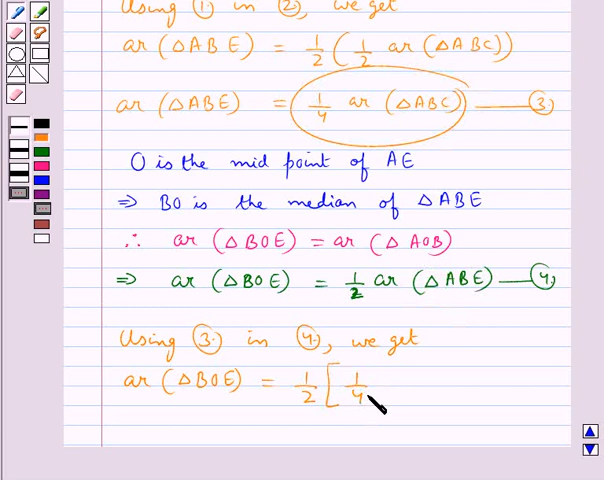 Using ① in ②, we get
ar (△ABE) = 1/2 (1/2 ar (△ABC))
ar (△ABE) = 1/4 ar (△ABC) —— ③
O is the mid point of AE
⇒ BO is the median of △ABE
∴ ar (△BOE) = ar (△AOB)
⇒ ar (△BOE) = 1/2 ar (△ABE) —— ④
Using ③ in ④, we get
ar (△BOE) = 1/2 [ 1/4